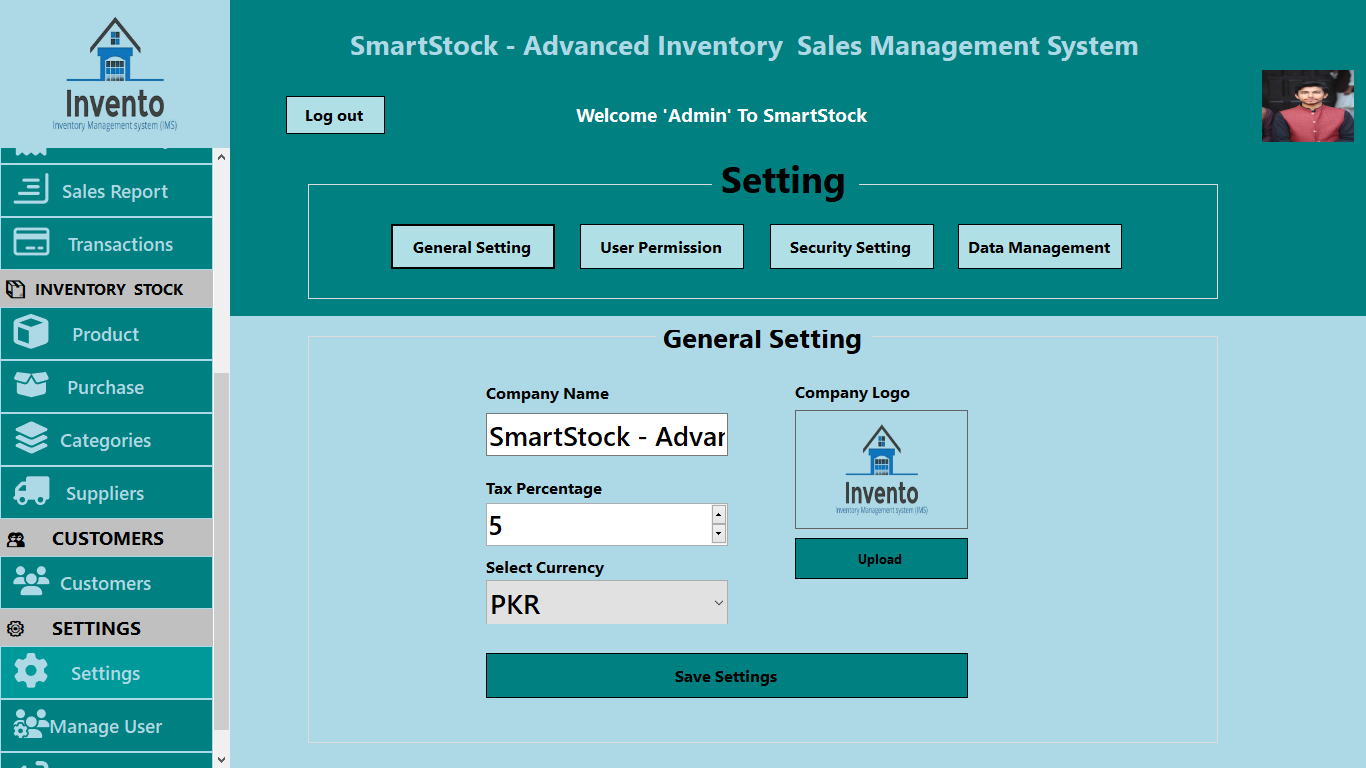 Invento
Inventory Management system (IMS)
SmartStock - Advanced Inventory  Sales Management System
Log out
Welcome 'Admin' To SmartStock
Sales Report
Transactions
INVENTORY  STOCK
Product
Purchase
Categories
Suppliers
CUSTOMERS
Customers
SETTINGS
Settings
Manage User
Setting
General Setting
User Permission
Security Setting
Data Management
General Setting
Company Name
SmartStock - Advan
Tax Percentage
5
Select Currency
PKR
Company Logo
Invento
Inventory Management system (IMS)
Upload
Save Settings